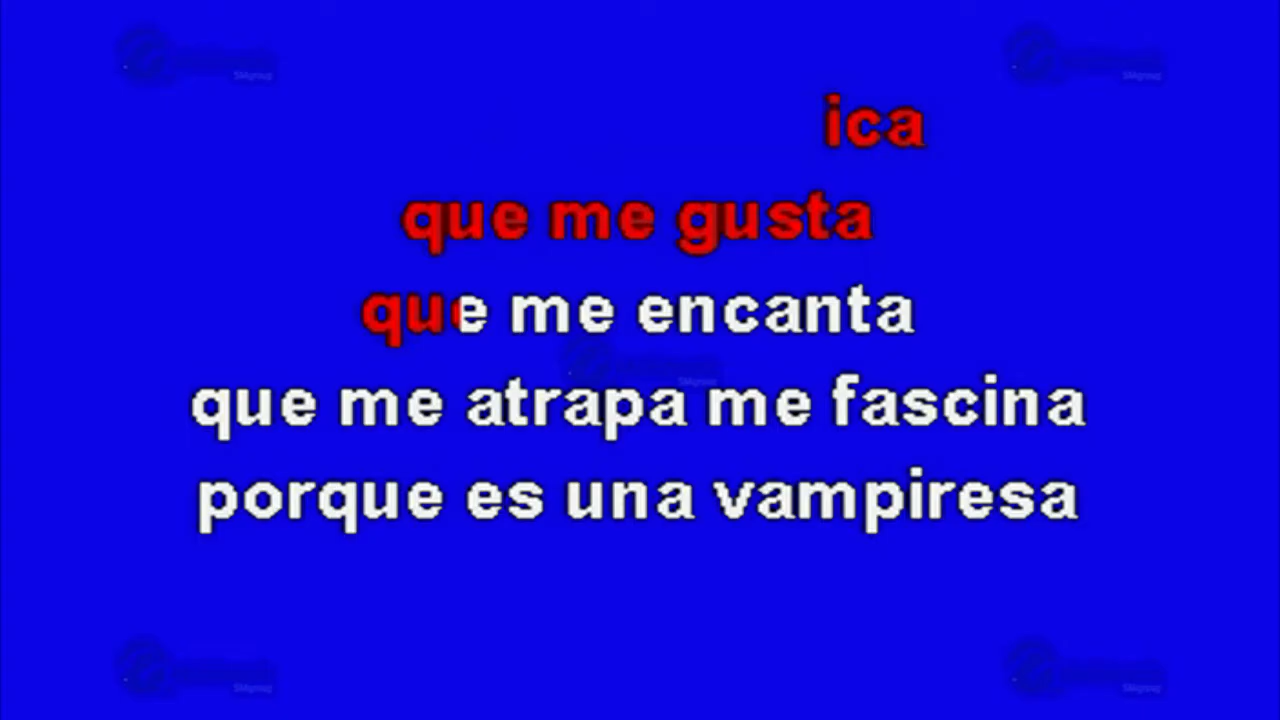 ica
que me gusta
que me encanta
que me atrapa me fascina
porque es una vampiresa